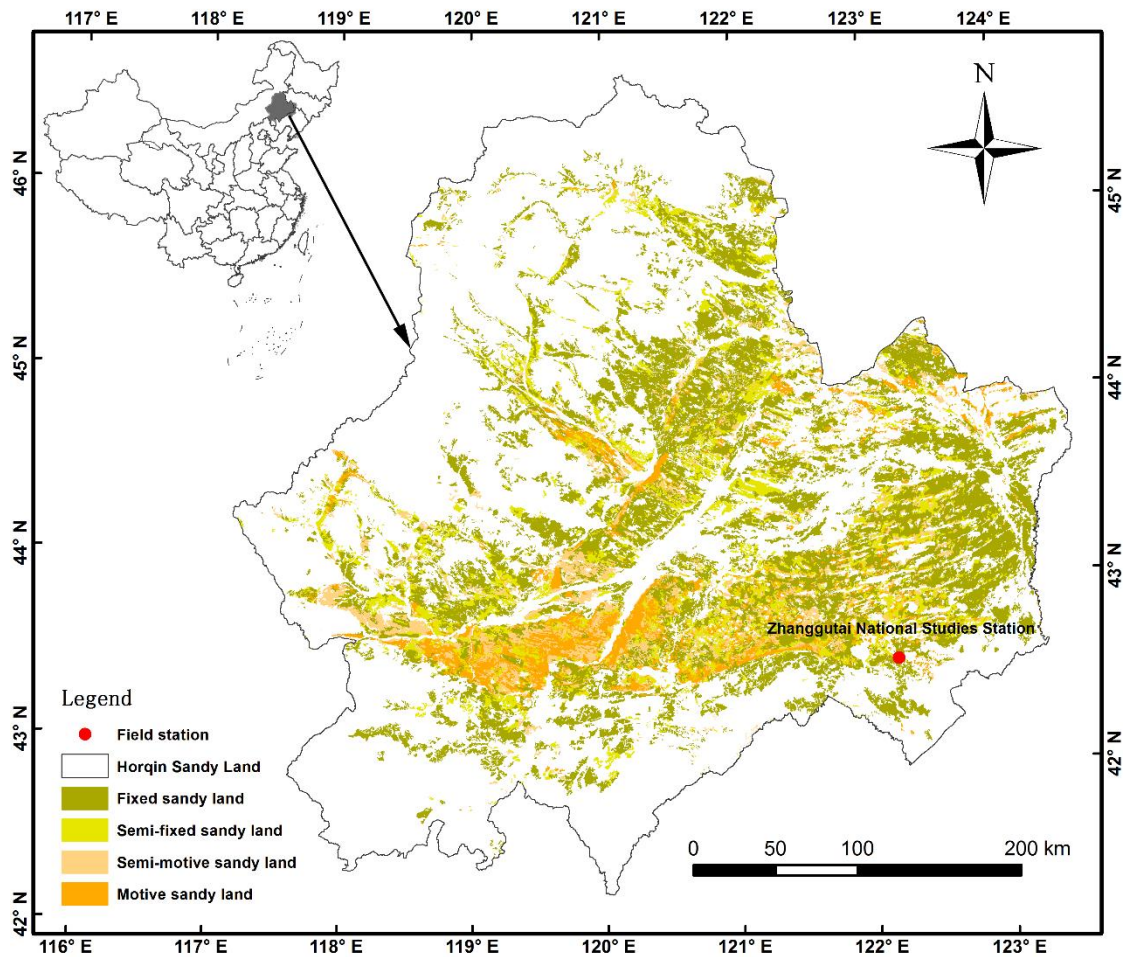 117° E 118° E 119° E 120° E 121° E 122° E 123° E 124° E
N
46° N
45° N
44° N
43° N
42° N
45° N
44° N
43° N
42° N
Zhanggutai National Studies Station
Legend
Field station
Horqin Sandy Land
Fixed sandy land
Semi-fixed sandy land
Semi-motive sandy land
Motive sandy land
0 50 100 200 km
116° E 117° E 118° E 119° E 120° E 121° E 122° E 123° E